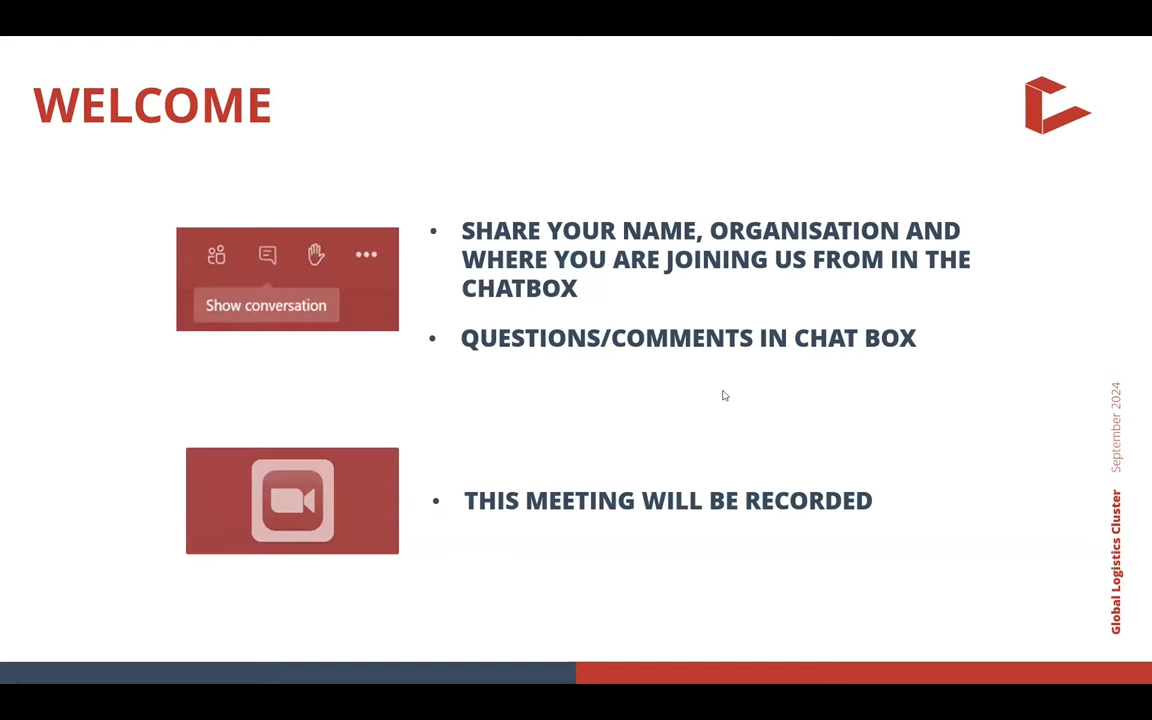 WELCOME
Show conversation
• SHARE YOUR NAME, ORGANISATION AND
WHERE YOU ARE JOINING US FROM IN THE
CHATBOX
• QUESTIONS/COMMENTS IN CHAT BOX
• THIS MEETING WILL BE RECORDED
Global Logistics Cluster September 2024